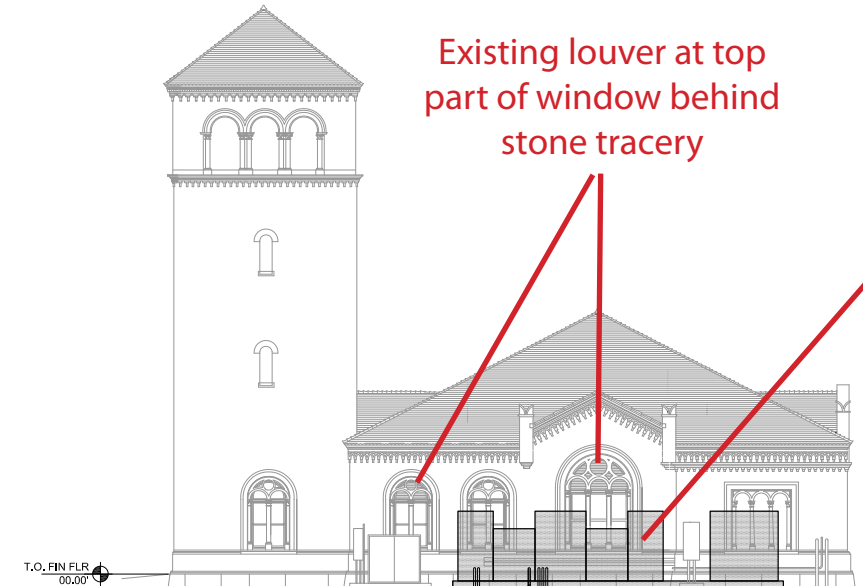 Existing louver at top
part of window behind
stone tracery
T.O. FIN FLR
00.00'